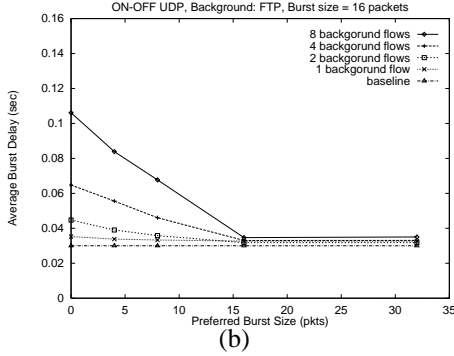 ON-OFF UDP, Background: FTP, Burst size = 16 packets
0.16
0.14
0.12
0.1
0.08
0.06
0.04
0.02
0
Average Burst Delay (sec)
8 backgorund flows
4 backgorund flows
2 backgorund flows
1 backgorund flow
baseline
0 5 10 15 20 25 30 35
Preferred Burst Size (pkts)
(b)